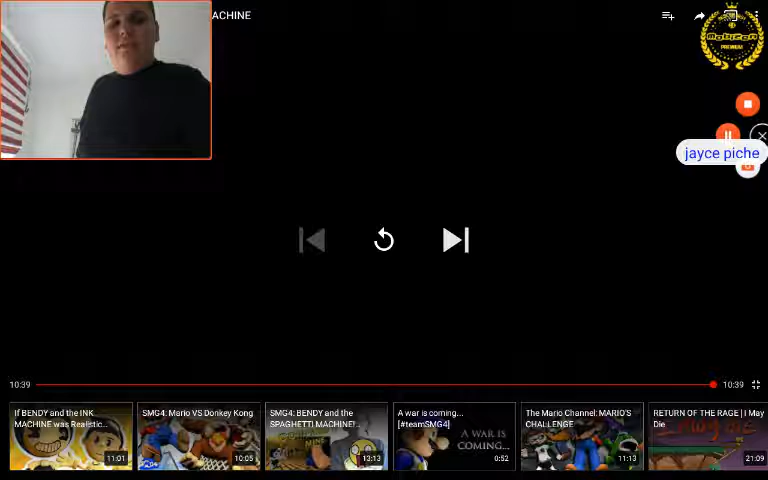 ACHINE
MobiZen
PREMIUM
jayce piche
10:39
10:39
If BENDY and the INK
MACHINE was Realistic...
11:01
SMG4: Mario VS Donkey Kong
10:05
SMG4: BENDY and the
SPAGHETTI MACHINE!..
12:13
A war is coming...
[#teamSMG4]
A WAR IS
COMING...
0:52
The Mario Channel: MARIO'S
CHALLENGE
11:13
RETURN OF THE RAGE | I May
Die
21:09